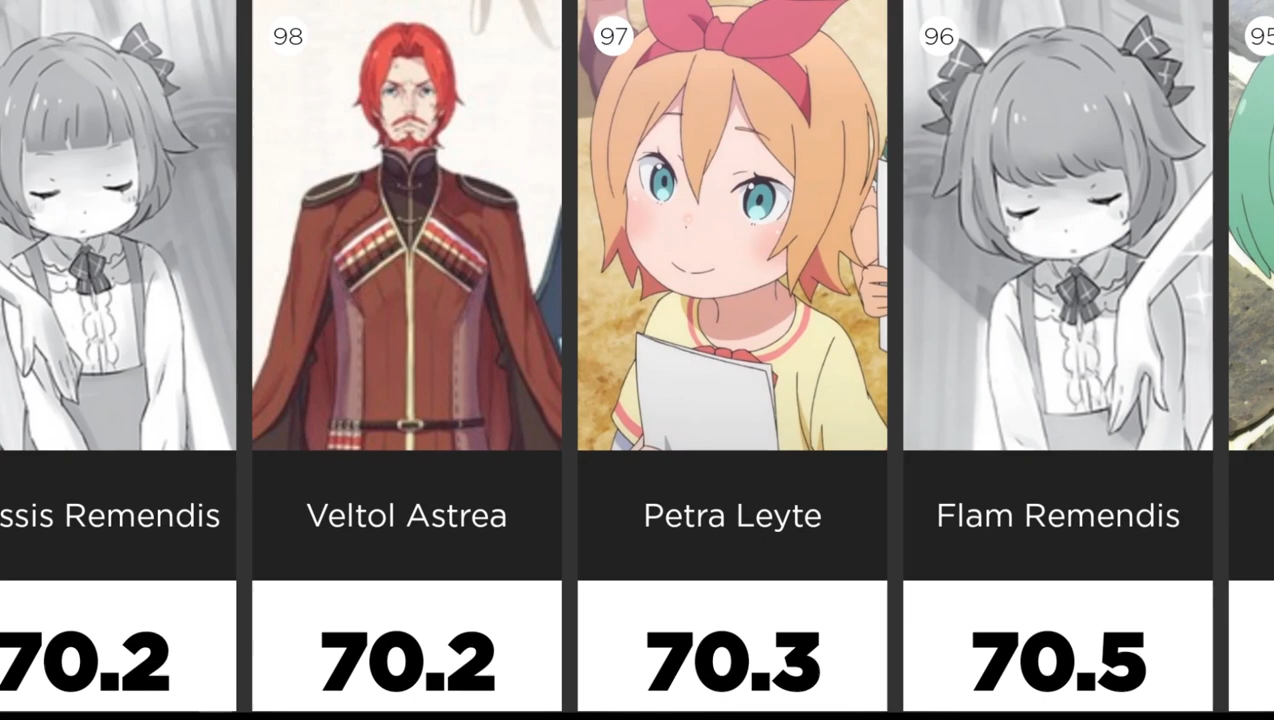 98
97
96
95
ssis Remendis
Veltol Astrea
Petra Leyte
Flam Remendis
70.2
70.2
70.3
70.5